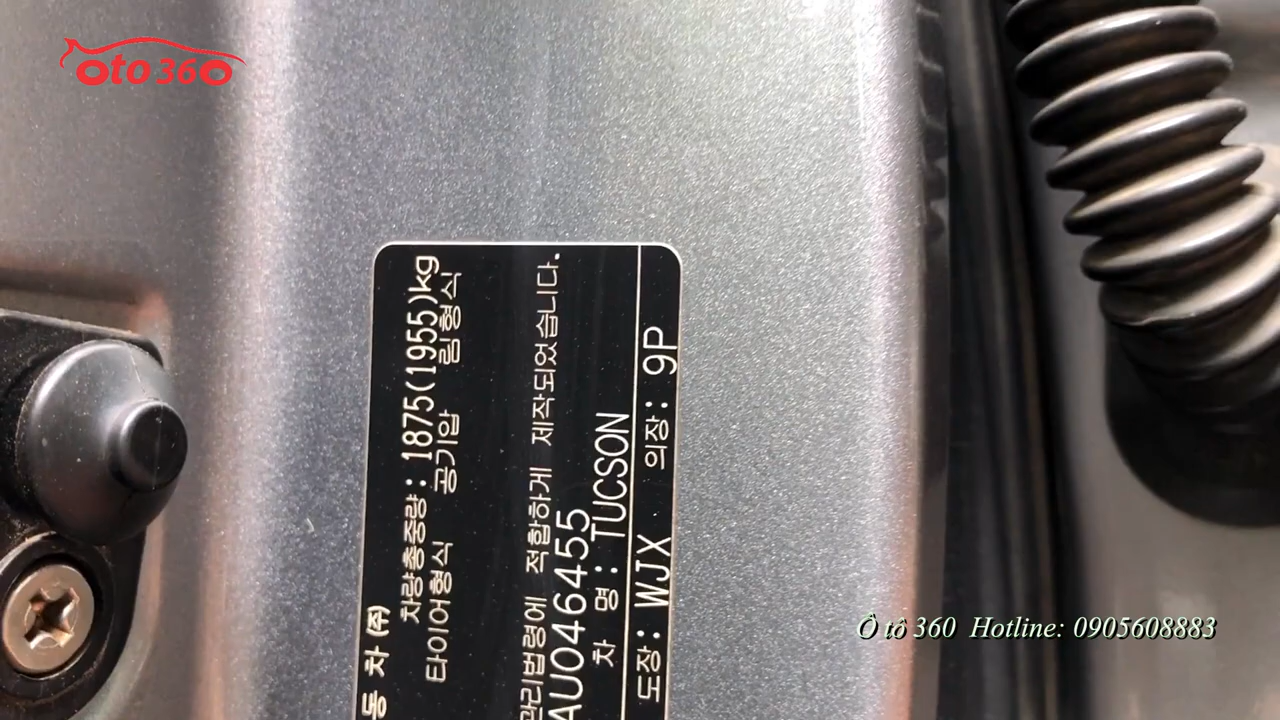 oto 360
동 차 (주)
차량총중량 : 1875(1955)kg
타이어형식 공기압 림형식
관리법령에 적합하게 제작되었습니다.
AU046455
차 명 : TUCSON
도장 : WJX 의장 : 9P
Ô tô 360 Hotline: 0905608883